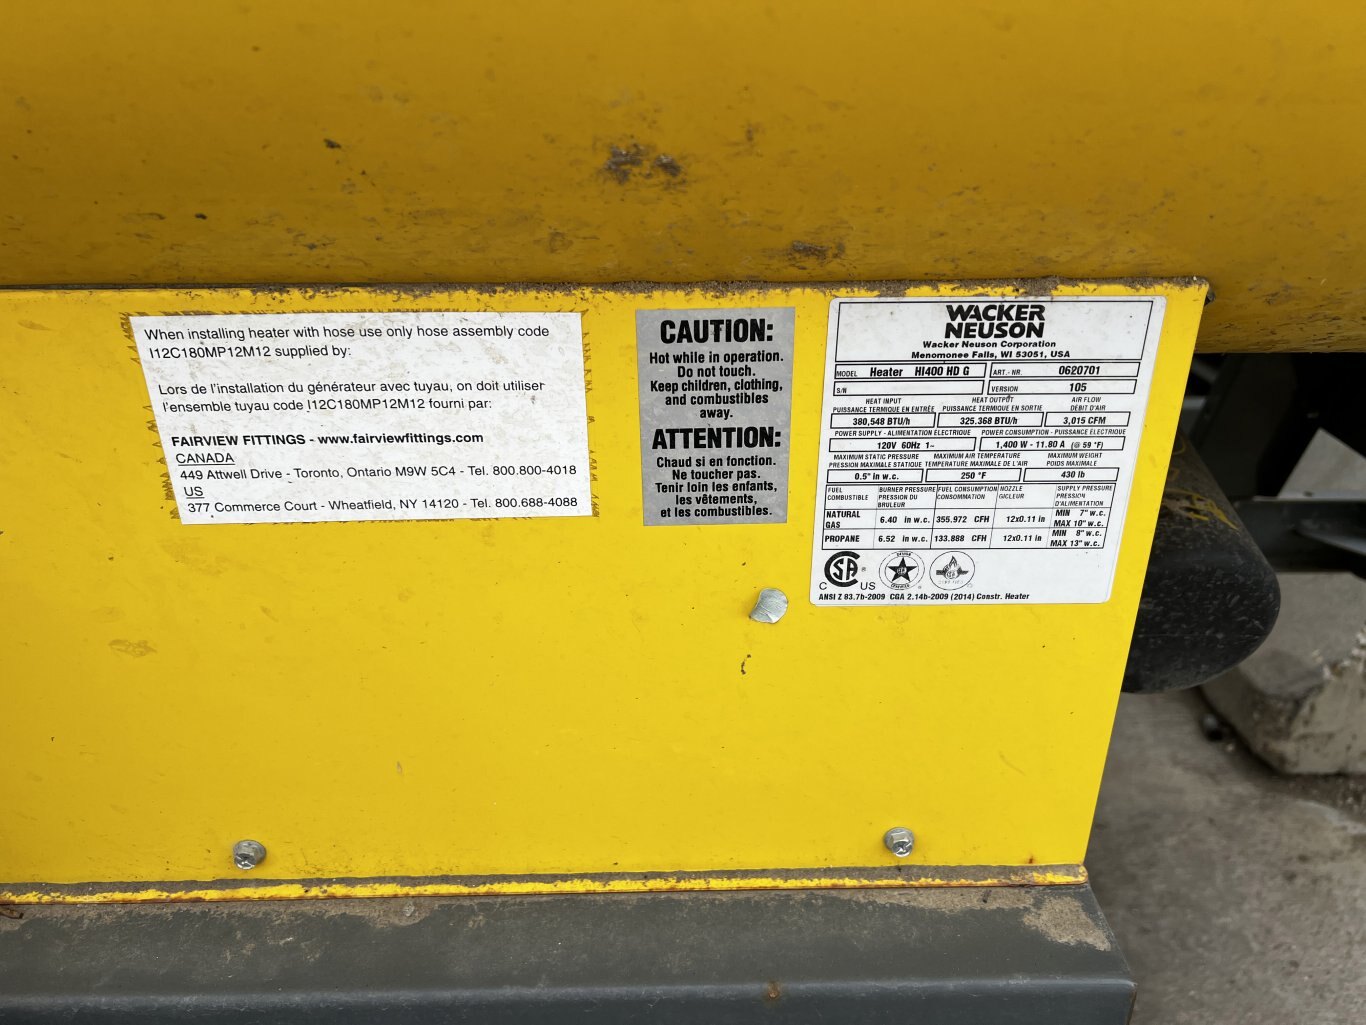 When installing heater with hose use only hose assembly code
I12C180MP12M12 supplied by:
Lors de l'installation du générateur avec tuyau, on doit utiliser
l'ensemble tuyau code I12C180MP12M12 fourni par:
FAIRVIEW FITTINGS - www.fairviewfittings.com
CANADA
449 Attwell Drive - Toronto, Ontario M9W 5C4 - Tel. 800.800-4018
US
377 Commerce Court - Wheatfield, NY 14120 - Tel. 800.688-4088
CAUTION:
Hot while in operation.
Do not touch.
Keep children, clothing,
and combustibles
away.
ATTENTION:
Chaud si en fonction.
Ne toucher pas.
Tenir loin les enfants,
les vêtements,
et les combustibles.
WACKER
NEUSON
Wacker Neuson Corporation
Menomonee Falls, WI 53051, USA
MODEL Heater HI400 HD G ART.- NR. 0620701
S/N VERSION 105
HEAT INPUT HEAT OUTPUT AIR FLOW
PUISSANCE TERMIQUE EN ENTRÉE PUISSANCE TERMIQUE EN SORTIE DÉBIT D'AIR
380,548 BTU/h 325.368 BTU/h 3,015 CFM
POWER SUPPLY - ALIMENTATION ÉLECTRIQUE POWER CONSUMPTION - PUISSANCE ÉLECTRIQUE
120V 60Hz 1~ 1,400 W - 11.80 A (@ 59 °F)
MAXIMUM STATIC PRESSURE MAXIMUM AIR TEMPERATURE MAXIMUM WEIGHT
PRESSION MAXIMALE STATIQUE TEMPERATURE MAXIMALE DE L'AIR POIDS MAXIMALE
0.5" in w.c. 250 °F 430 lb
FUEL BURNER PRESSURE FUEL CONSUMPTION NOZZLE SUPPLY PRESSURE
COMBUSTIBLE PRESSION DU BRULEUR CONSOMMATION GICLEUR PRESSION D'ALIMENTATION
NATURAL GAS 6.40 in w.c. 355.972 CFH 12x0.11 in MIN 7" w.c. MAX 10" w.c.
PROPANE 6.52 in w.c. 133.888 CFH 12x0.11 in MIN 8" w.c. MAX 13" w.c.
C SA ® US
ANSI Z 83.7b-2009 CGA 2.14b-2009 (2014) Constr. Heater